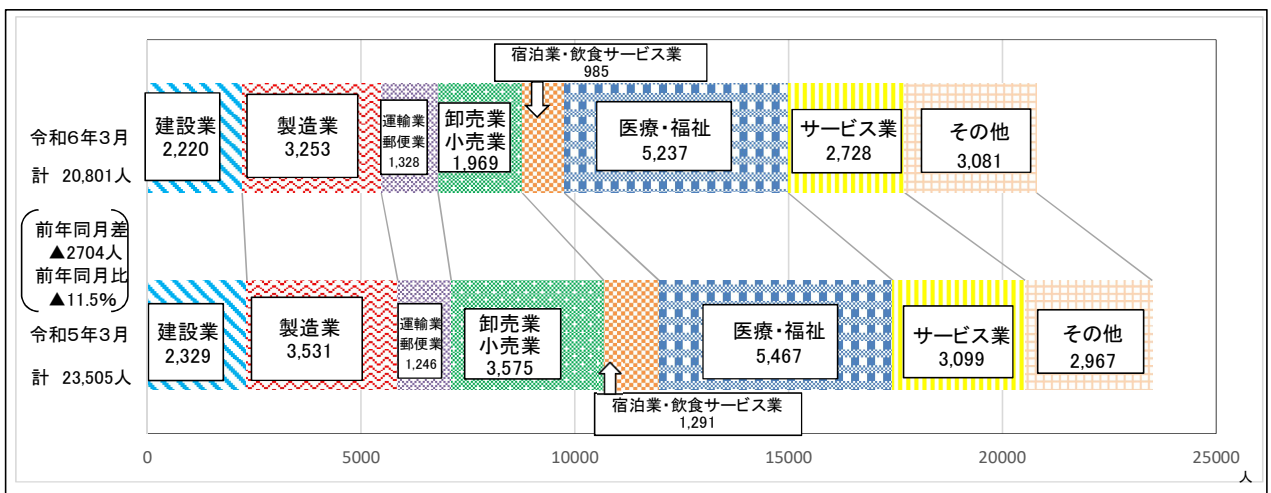 宿泊業・飲食サービス業
985
令和6年3月
計 20,801人
建設業
2,220
製造業
3,253
運輸業
郵便業
1,328
卸売業
小売業
1,969
医療・福祉
5,237
サービス業
2,728
その他
3,081
前年同月差
▲2704人
前年同月比
▲11.5%
令和5年3月
計 23,505人
建設業
2,329
製造業
3,531
運輸業
郵便業
1,246
卸売業
小売業
3,575
医療・福祉
5,467
サービス業
3,099
その他
2,967
宿泊業・飲食サービス業
1,291
0 5000 10000 15000 20000 25000
人